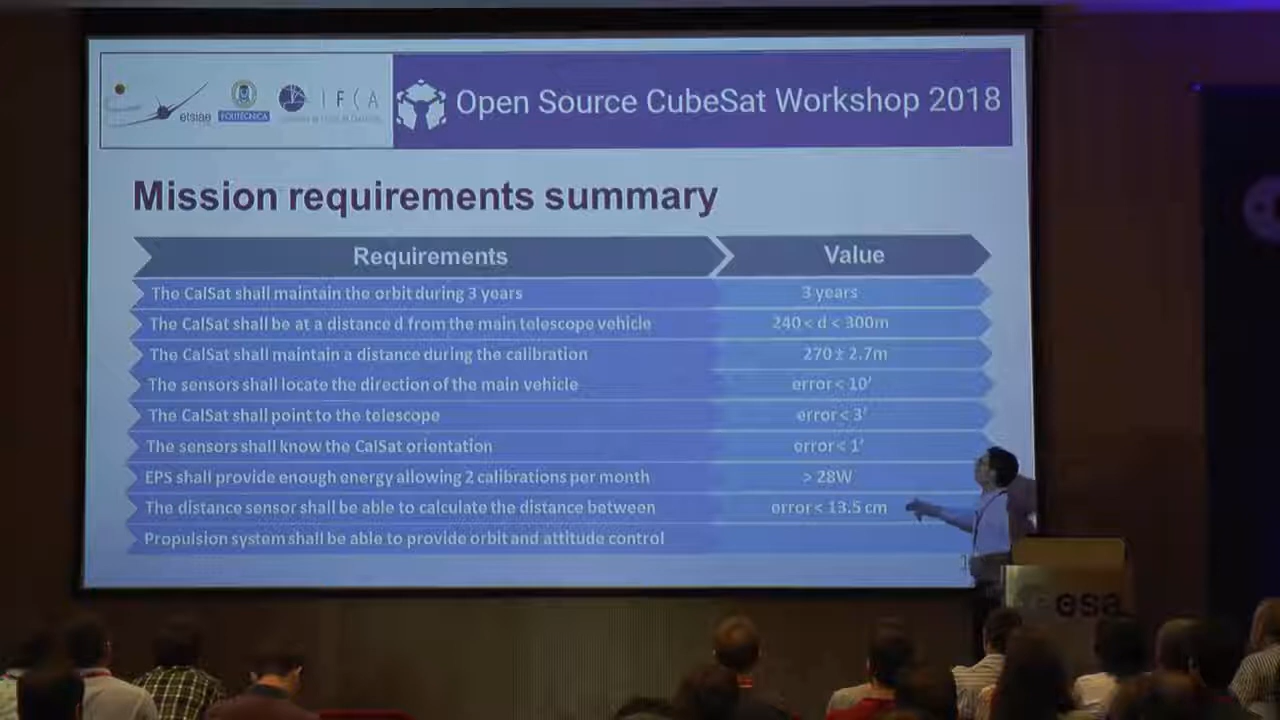 etsiae
POLITÉCNICA
IFCA
Open Source CubeSat Workshop 2018
Mission requirements summary
Requirements
Value
The CalSat shall maintain the orbit during 3 years
3 years
The CalSat shall be at a distance d from the main telescope vehicle
240 < d < 300m
The CalSat shall maintain a distance during the calibration
270 ± 2.7m
The sensors shall locate the direction of the main vehicle
error < 10'
The CalSat shall point to the telescope
error < 3'
The sensors shall know the CalSat orientation
error < 1'
EPS shall provide enough energy allowing 2 calibrations per month
> 28W
The distance sensor shall be able to calculate the distance between
error < 13.5 cm
Propulsion system shall be able to provide orbit and attitude control
esa